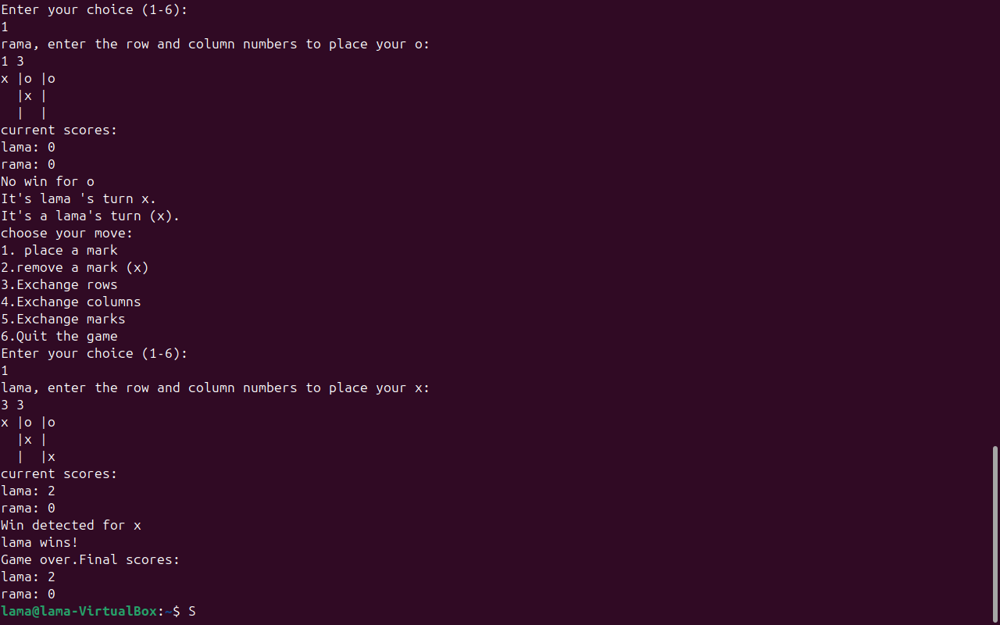 Enter your choice (1-6):
1
rama, enter the row and column numbers to place your o:
1 3
x |o |o
  |x |
  |  |
current scores:
lama: 0
rama: 0
No win for o
It's lama 's turn x.
It's a lama's turn (x).
choose your move:
1. place a mark
2.remove a mark (x)
3.Exchange rows
4.Exchange columns
5.Exchange marks
6.Quit the game
Enter your choice (1-6):
1
lama, enter the row and column numbers to place your x:
3 3
x |o |o
  |x |
  |  |x
current scores:
lama: 2
rama: 0
Win detected for x
lama wins!
Game over.Final scores:
lama: 2
rama: 0
lama@lama-VirtualBox:~$ S